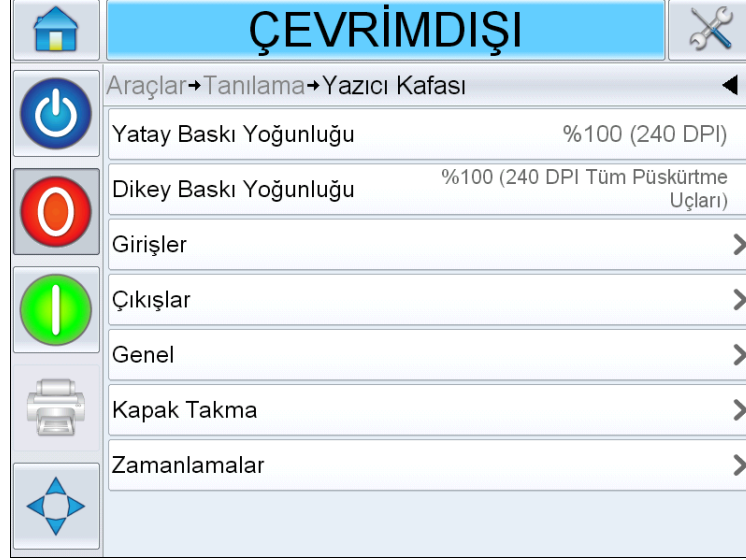 ÇEVRİMDIŞI
Araçlar→Tanılama→Yazıcı Kafası
Yatay Baskı Yoğunluğu %100 (240 DPI)
Dikey Baskı Yoğunluğu %100 (240 DPI Tüm Püskürtme
Uçları)
Girişler
Çıkışlar
Genel
Kapak Takma
Zamanlamalar